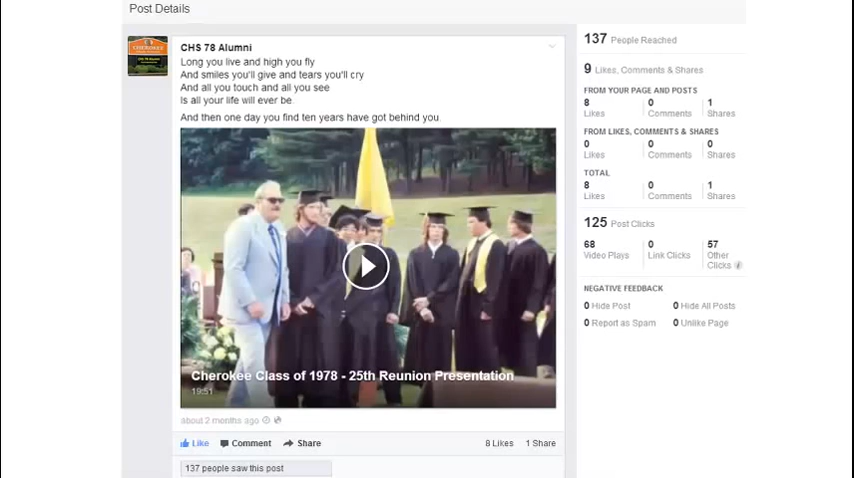 Post Details
CHEROKEE
CHS 78 Alumni
Long you live and high you fly
And smiles you'll give and tears you'll cry
And all you touch and all you see
Is all your life will ever be.
And then one day you find ten years have got behind you.
Cherokee Class of 1978 - 25th Reunion Presentation
19:51
about 2 months ago
Like Comment Share 8 Likes 1 Share
137 people saw this post
137 People Reached
9 Likes, Comments & Shares
FROM YOUR PAGE AND POSTS
8 0 1
Likes Comments Shares
FROM LIKES, COMMENTS & SHARES
0 0 0
Likes Comments Shares
TOTAL
8 0 1
Likes Comments Shares
125 Post Clicks
68 0 57
Video Plays Link Clicks Other
Clicks
NEGATIVE FEEDBACK
0 Hide Post 0 Hide All Posts
0 Report as Spam 0 Unlike Page